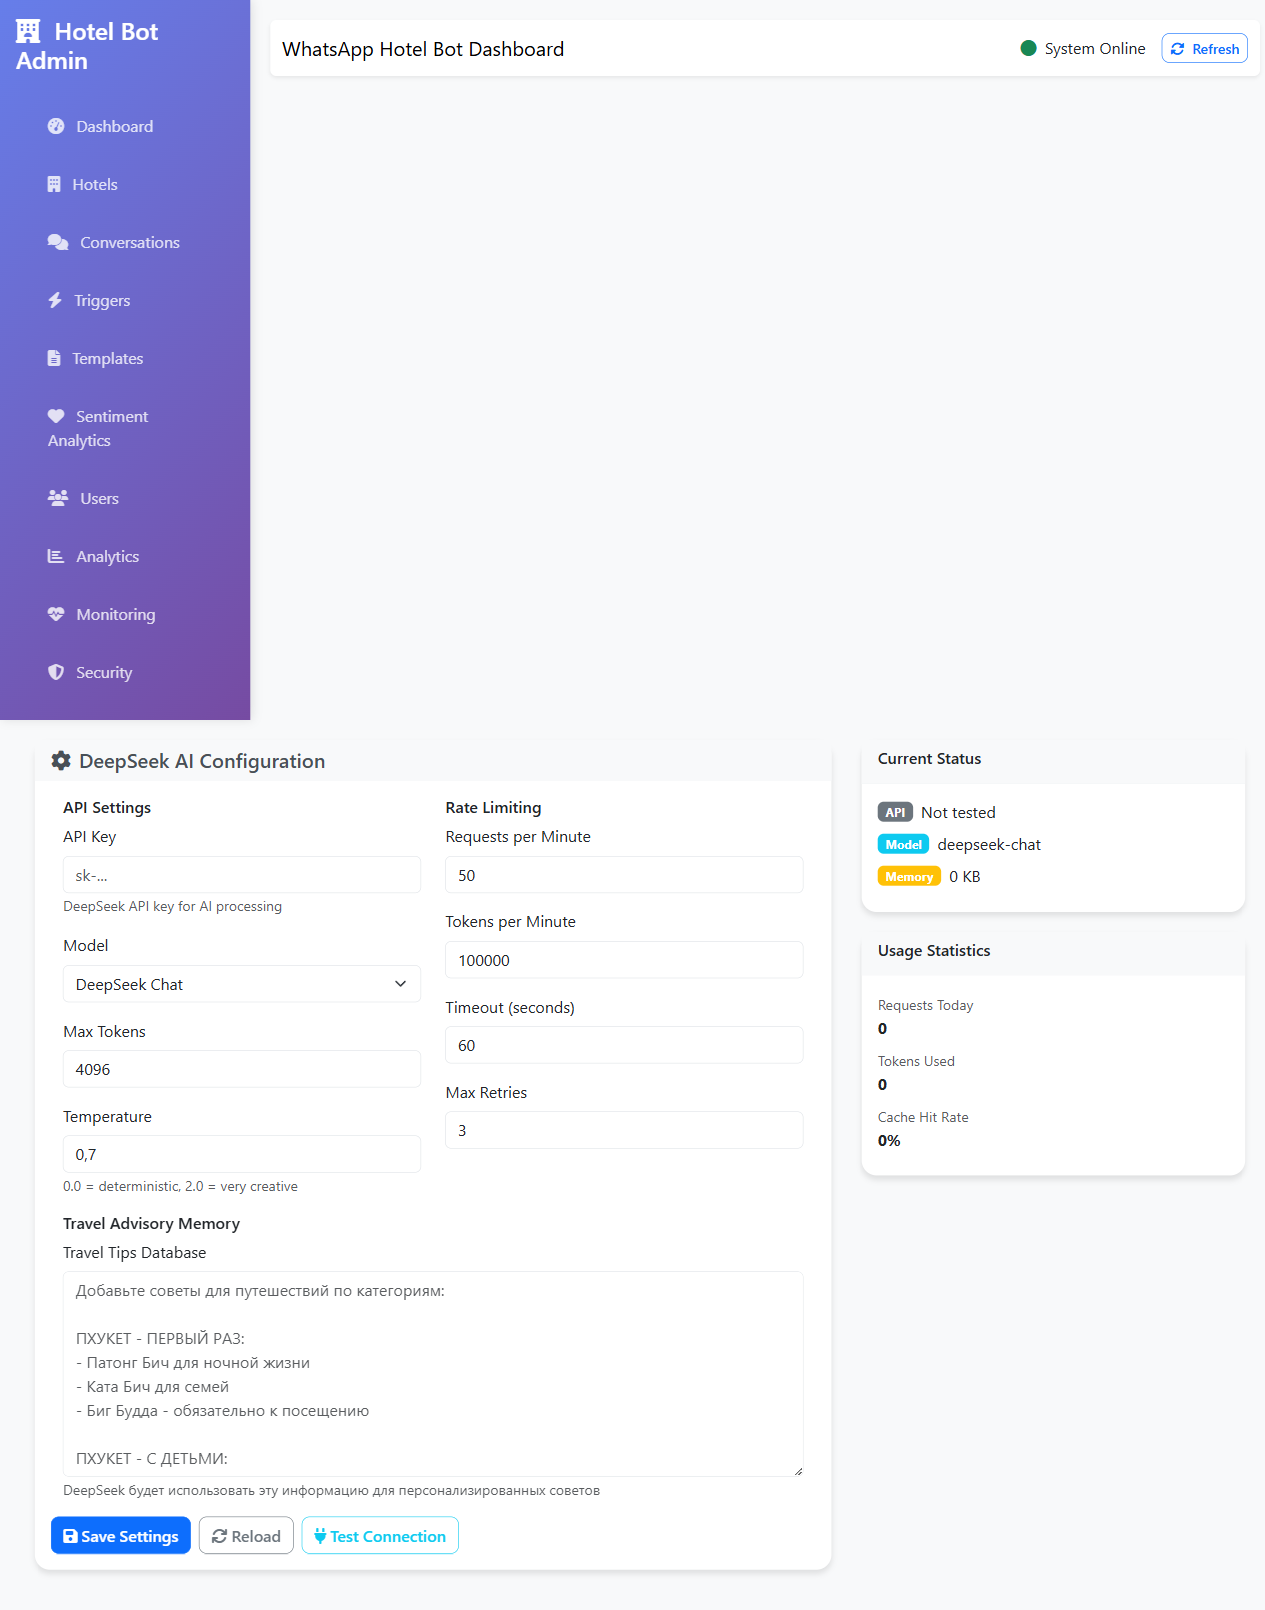 Hotel Bot
Admin
Dashboard
Hotels
Conversations
Triggers
Templates
Sentiment
Analytics
Users
Analytics
Monitoring
Security
WhatsApp Hotel Bot Dashboard
System Online
Refresh
DeepSeek AI Configuration
API Settings
API Key
sk-...
DeepSeek API key for AI processing
Model
DeepSeek Chat
Max Tokens
4096
Temperature
0,7
0.0 = deterministic, 2.0 = very creative
Rate Limiting
Requests per Minute
50
Tokens per Minute
100000
Timeout (seconds)
60
Max Retries
3
Travel Advisory Memory
Travel Tips Database
Добавьте советы для путешествий по категориям:
ПХУКЕТ - ПЕРВЫЙ РАЗ:
- Патонг Бич для ночной жизни
- Ката Бич для семей
- Биг Будда - обязательно к посещению
ПХУКЕТ - С ДЕТЬМИ:
DeepSeek будет использовать эту информацию для персонализированных советов
Save Settings
Reload
Test Connection
Current Status
API Not tested
Model deepseek-chat
Memory 0 KB
Usage Statistics
Requests Today
0
Tokens Used
0
Cache Hit Rate
0%